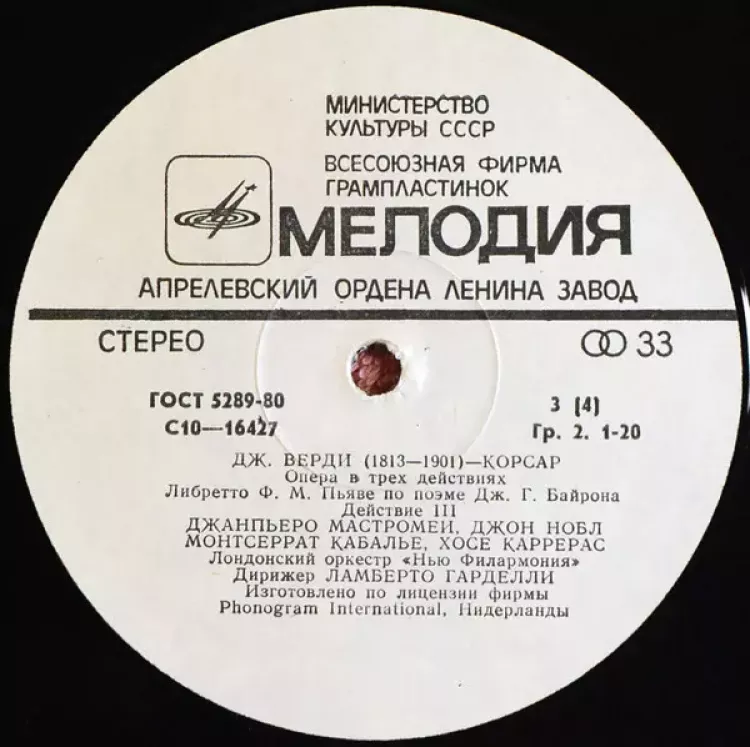 МИНИСТЕРСТВО
КУЛЬТУРЫ СССР
ВСЕСОЮЗНАЯ ФИРМА
ГРАМПЛАСТИНОК
МЕЛОДИЯ
АПРЕЛЕВСКИЙ ОРДЕНА ЛЕНИНА ЗАВОД
СТЕРЕО 33
ГОСТ 5289-80 3 (4)
С10—16427 Гр. 2. 1-20
ДЖ. ВЕРДИ (1813—1901)—КОРСАР
Опера в трех действиях
Либретто Ф. М. Пьяве по поэме Дж. Г. Байрона
Действие III
ДЖАНПЬЕРО МАСТРОМЕИ, ДЖОН НОБЛ
МОНТСЕРРАТ КАБАЛЬЕ, ХОСЕ КАРРЕРАС
Лондонский оркестр «Нью Филармония»
Дирижер ЛАМБЕРТО ГАРДЕЛЛИ
Изготовлено по лицензии фирмы
Phonogram International, Нидерланды